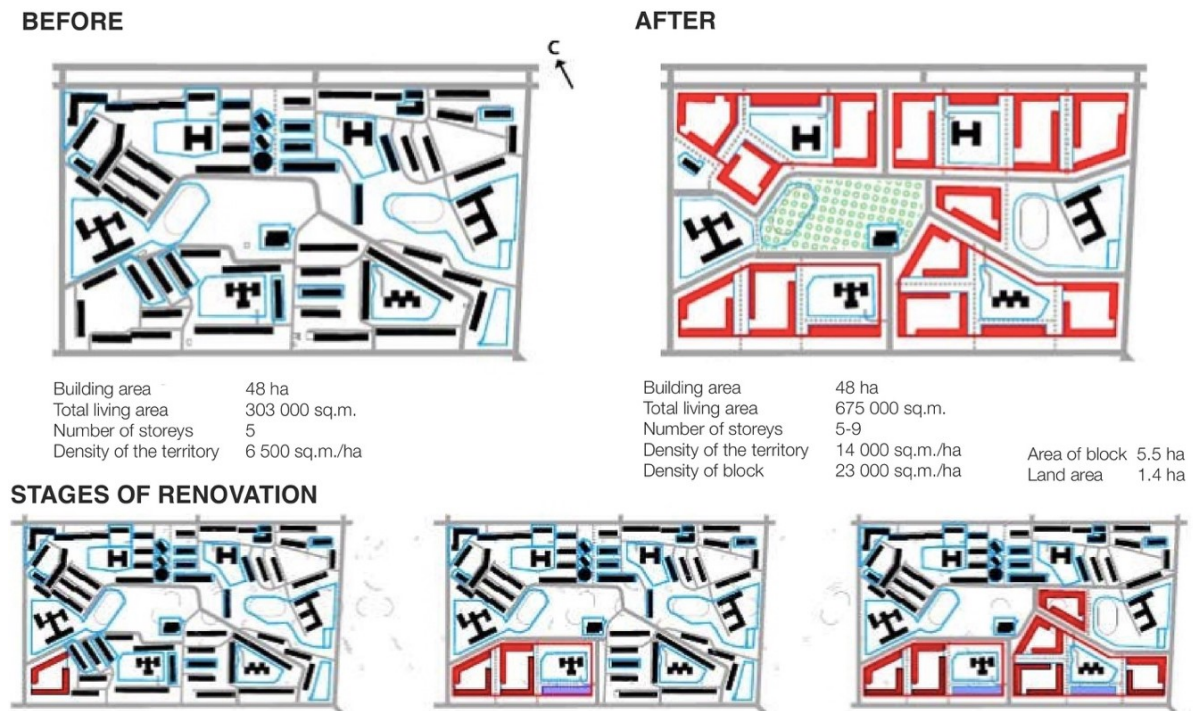 BEFORE
AFTER
C
Building area 48 ha
Total living area 303 000 sq.m.
Number of storeys 5
Density of the territory 6 500 sq.m./ha
Building area 48 ha
Total living area 675 000 sq.m.
Number of storeys 5-9
Density of the territory 14 000 sq.m./ha
Density of block 23 000 sq.m./ha
Area of block 5.5 ha
Land area 1.4 ha
STAGES OF RENOVATION